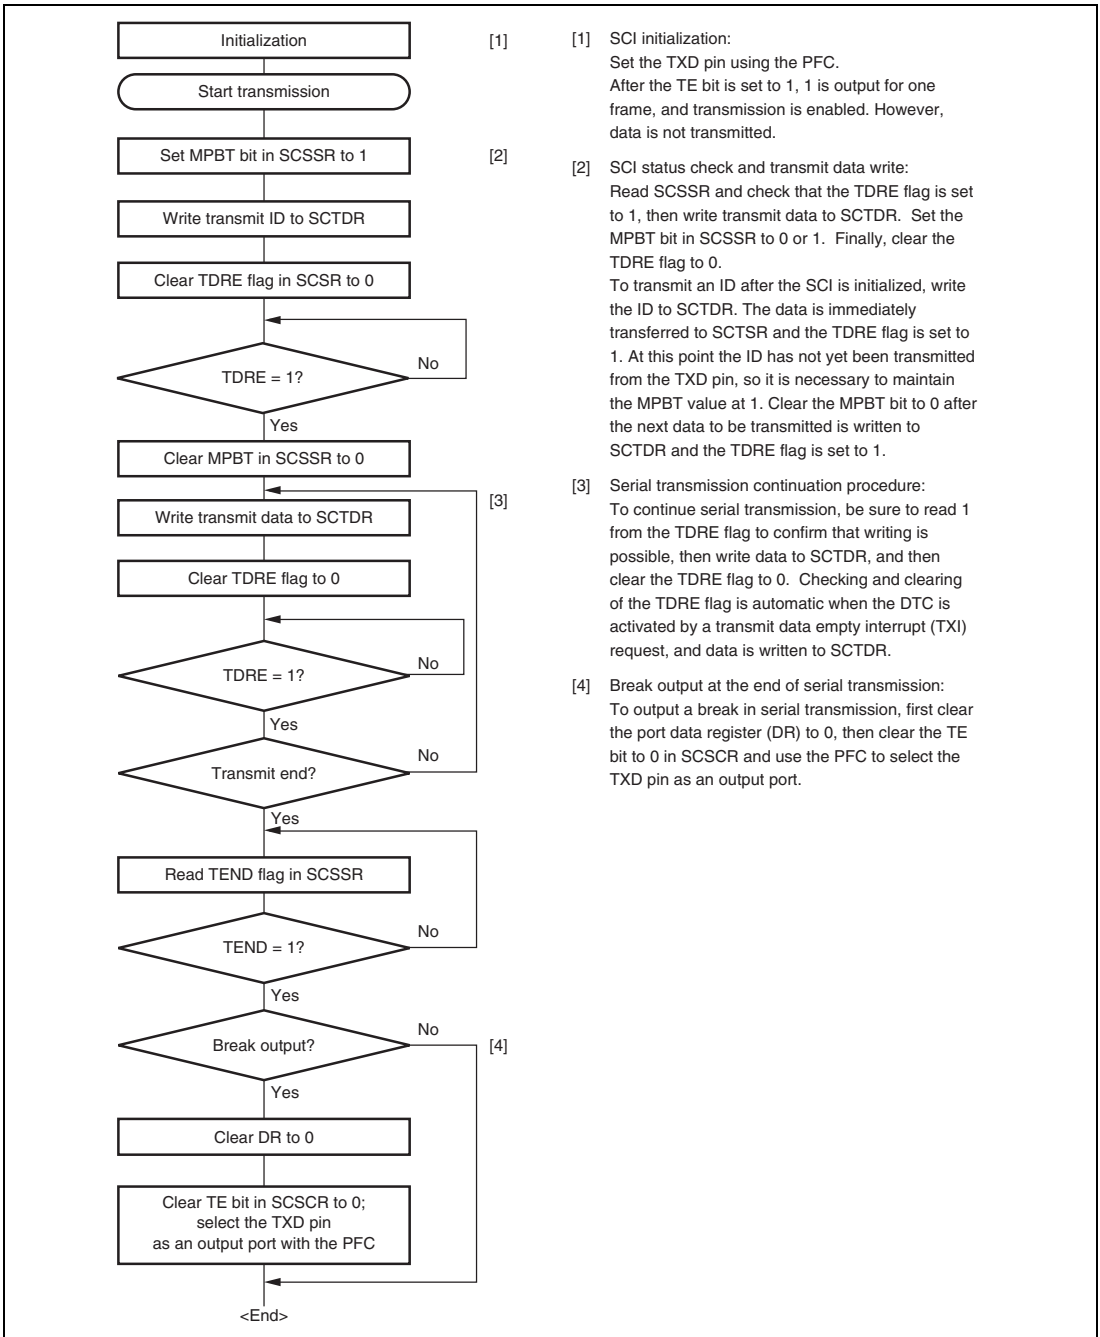 Initialization
[1]
Start transmission
Set MPBT bit in SCSSR to 1
[2]
Write transmit ID to SCTDR
Clear TDRE flag in SCSR to 0
TDRE = 1?
No
Yes
Clear MPBT in SCSSR to 0
[3]
Write transmit data to SCTDR
Clear TDRE flag to 0
TDRE = 1?
No
Yes
Transmit end?
No
Yes
Read TEND flag in SCSSR
TEND = 1?
No
Yes
Break output?
No
[4]
Yes
Clear DR to 0
Clear TE bit in SCSCR to 0;
select the TXD pin
as an output port with the PFC
<End>
[1] SCI initialization:
Set the TXD pin using the PFC.
After the TE bit is set to 1, 1 is output for one
frame, and transmission is enabled. However,
data is not transmitted.
[2] SCI status check and transmit data write:
Read SCSSR and check that the TDRE flag is set
to 1, then write transmit data to SCTDR. Set the
MPBT bit in SCSSR to 0 or 1. Finally, clear the
TDRE flag to 0.
To transmit an ID after the SCI is initialized, write
the ID to SCTDR. The data is immediately
transferred to SCTSR and the TDRE flag is set to
1. At this point the ID has not yet been transmitted
from the TXD pin, so it is necessary to maintain
the MPBT value at 1. Clear the MPBT bit to 0 after
the next data to be transmitted is written to
SCTDR and the TDRE flag is set to 1.
[3] Serial transmission continuation procedure:
To continue serial transmission, be sure to read 1
from the TDRE flag to confirm that writing is
possible, then write data to SCTDR, and then
clear the TDRE flag to 0. Checking and clearing
of the TDRE flag is automatic when the DTC is
activated by a transmit data empty interrupt (TXI)
request, and data is written to SCTDR.
[4] Break output at the end of serial transmission:
To output a break in serial transmission, first clear
the port data register (DR) to 0, then clear the TE
bit to 0 in SCSCR and use the PFC to select the
TXD pin as an output port.